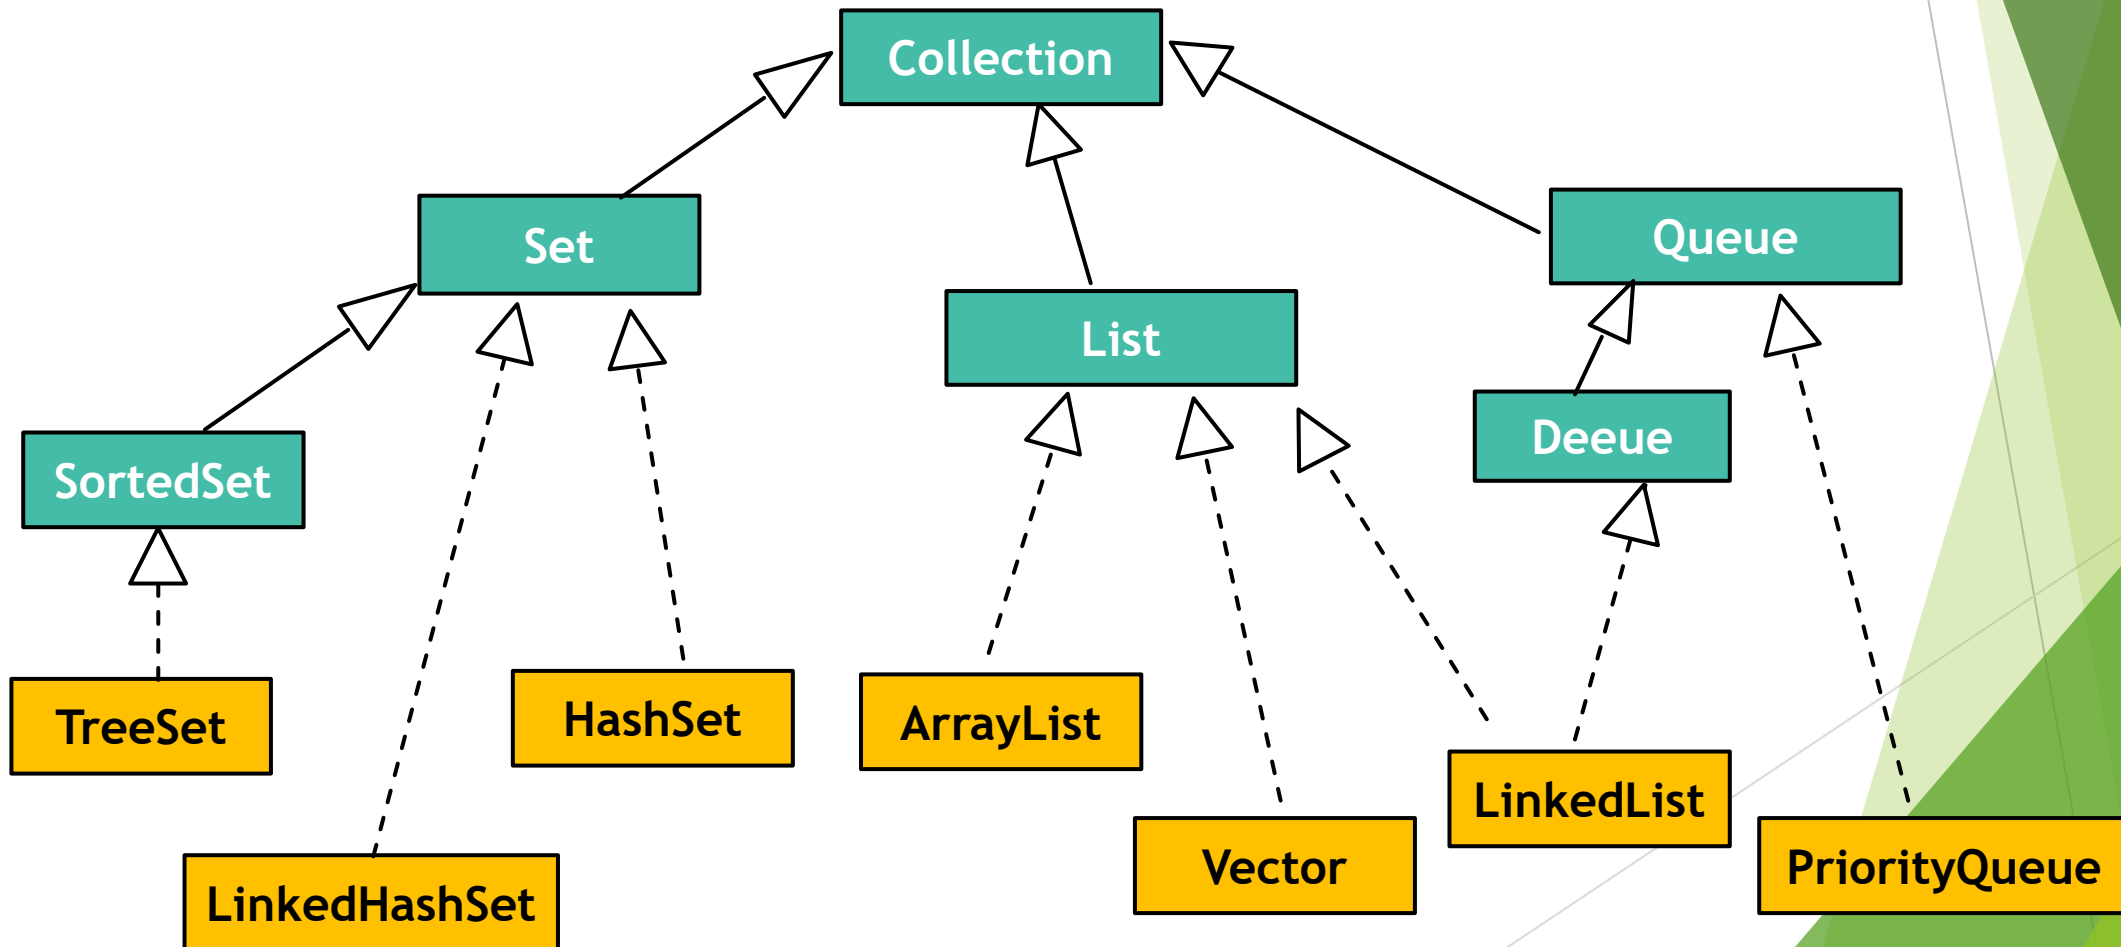 Collection
Set
Queue
List
Deeue
SortedSet
TreeSet
HashSet
ArrayList
LinkedList
Vector
PriorityQueue
LinkedHashSet